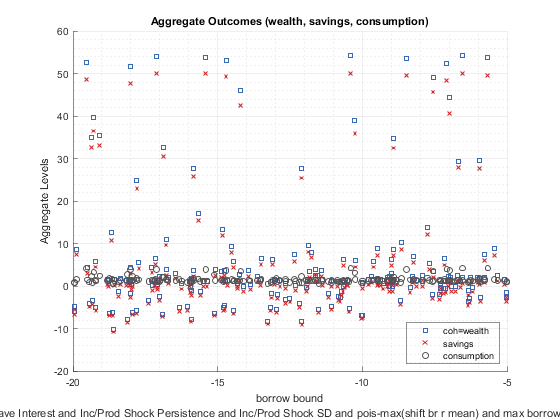 Aggregate Outcomes (wealth, savings, consumption)
60
50
40
30
20
10
0
-10
-20
Aggregate Levels
-20
-15
-10
-5
borrow bound
coh=wealth
savings
consumption
Interest and Inc/Prod Shock Persistence and Inc/Prod Shock SD and pois-max(shift br r mean) and max